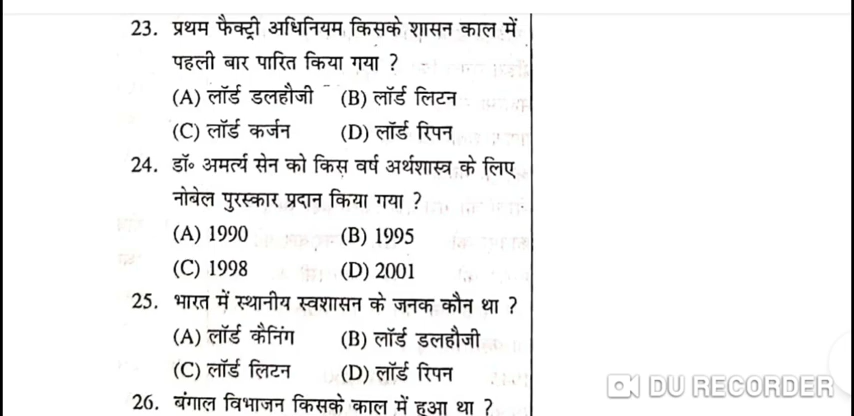 23. प्रथम फैक्ट्री अधिनियम किसके शासन काल में
पहली बार पारित किया गया ?
(A) लॉर्ड डलहौजी (B) लॉर्ड लिटन
(C) लॉर्ड कर्जन (D) लॉर्ड रिपन
24. डॉ० अमर्त्य सेन को किस वर्ष अर्थशास्त्र के लिए
नोबेल पुरस्कार प्रदान किया गया ?
(A) 1990 (B) 1995
(C) 1998 (D) 2001
25. भारत में स्थानीय स्वशासन के जनक कौन था ?
(A) लॉर्ड कैनिंग (B) लॉर्ड डलहौजी
(C) लॉर्ड लिटन (D) लॉर्ड रिपन
26. बंगाल विभाजन किसके काल में हुआ था ?
DU RECORDER